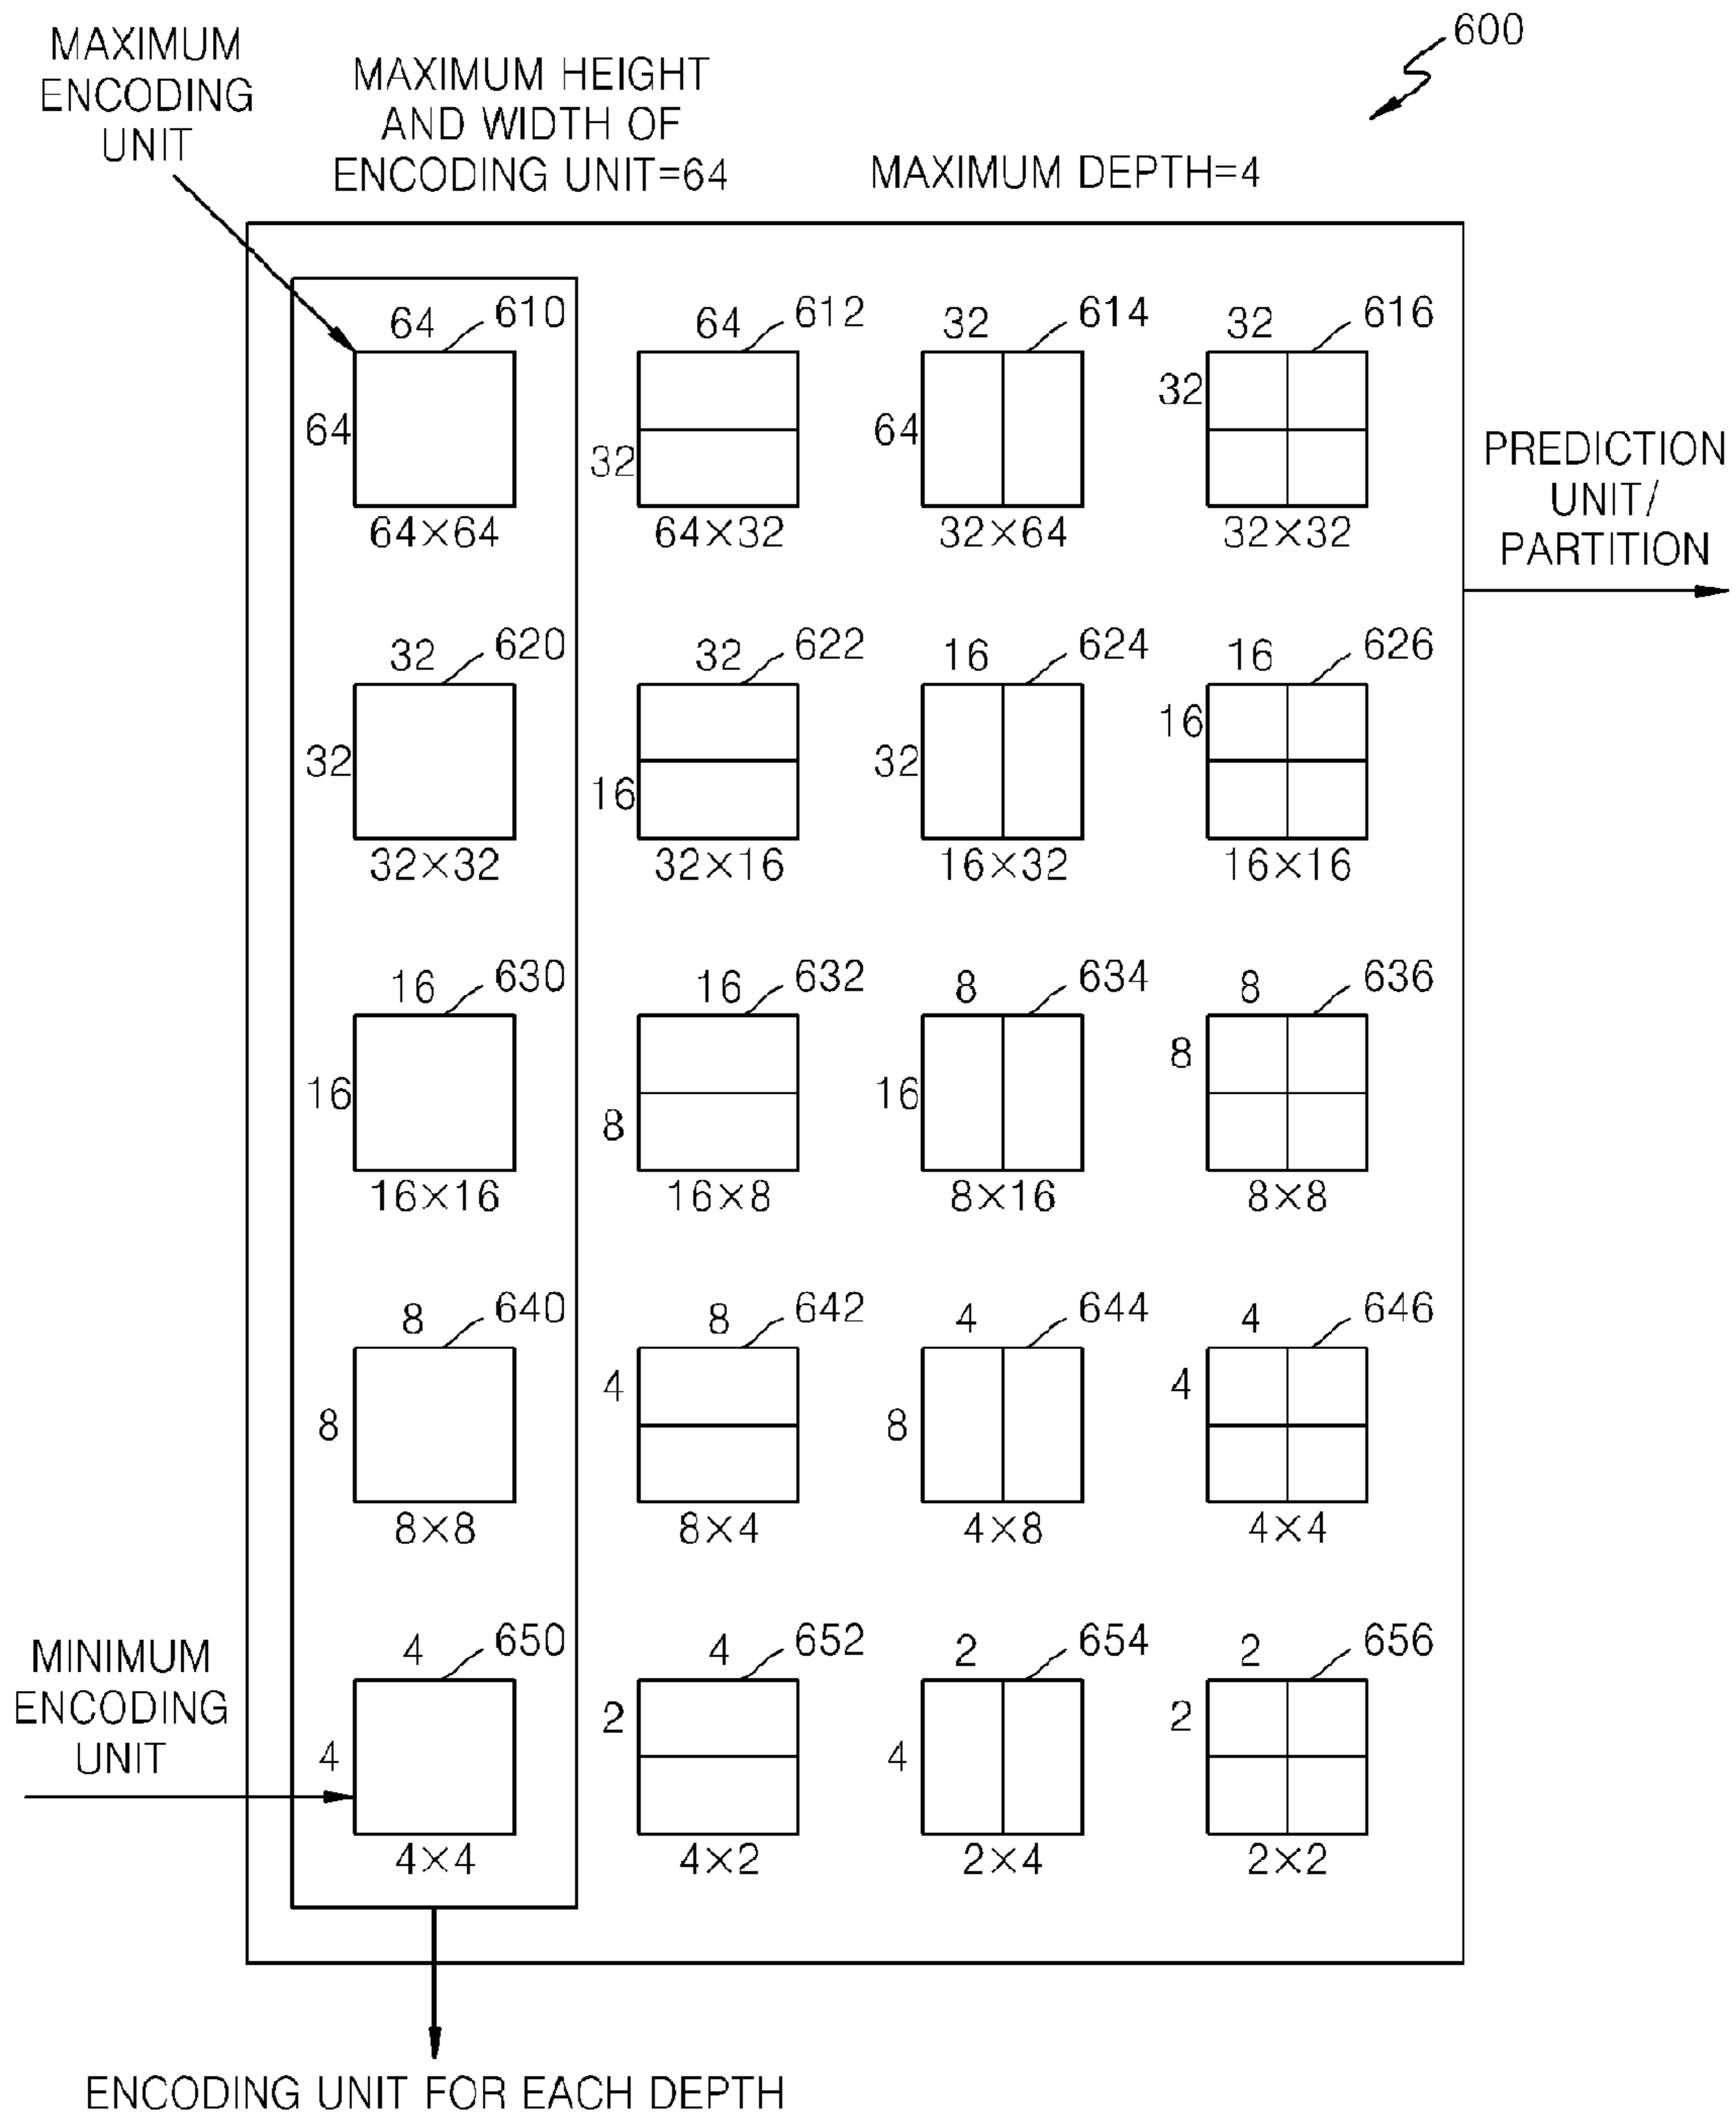 600
MAXIMUM
ENCODING
UNIT
MAXIMUM HEIGHT
AND WIDTH OF
ENCODING UNIT=64
MAXIMUM DEPTH=4
64 610 64 612 32 614 32 616
64 32 64 32
64×64 64×32 32×64 32×32
PREDICTION
UNIT/
PARTITION
32 620 32 622 16 624 16 626
32 16 32 16
32×32 32×16 16×32 16×16
16 630 16 632 8 634 8 636
16 8 16 8
16×16 16×8 8×16 8×8
8 640 8 642 4 644 4 646
8 4 8 4
8×8 8×4 4×8 4×4
MINIMUM
ENCODING
UNIT
4 650 4 652 2 654 2 656
4 2 4 2
4×4 4×2 2×4 2×2
ENCODING UNIT FOR EACH DEPTH